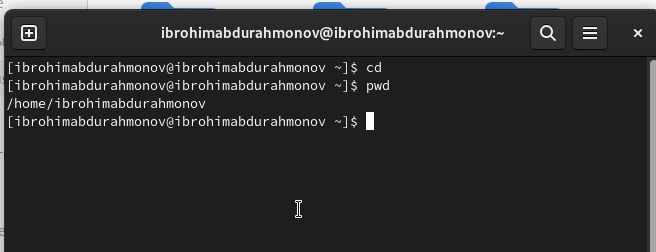 ibrohimabdurahmonov@ibrohimabdurahmonov:~
[ibrohimabdurahmonov@ibrohimabdurahmonov ~]$ cd
[ibrohimabdurahmonov@ibrohimabdurahmonov ~]$ pwd
/home/ibrohimabdurahmonov
[ibrohimabdurahmonov@ibrohimabdurahmonov ~]$